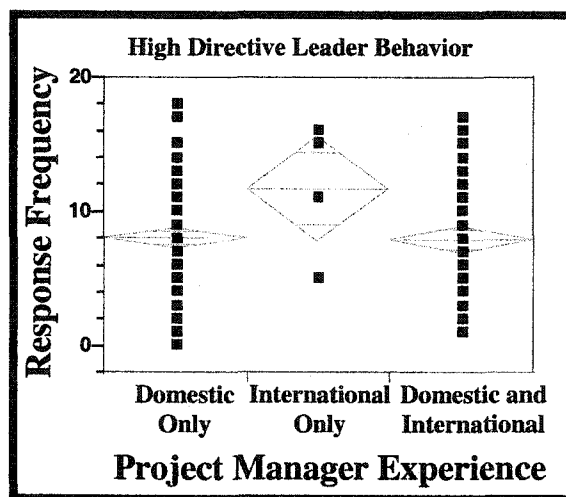 High Directive Leader Behavior
20
10
0
Response Frequency
Domestic Only
International Only
Domestic and International
Project Manager Experience